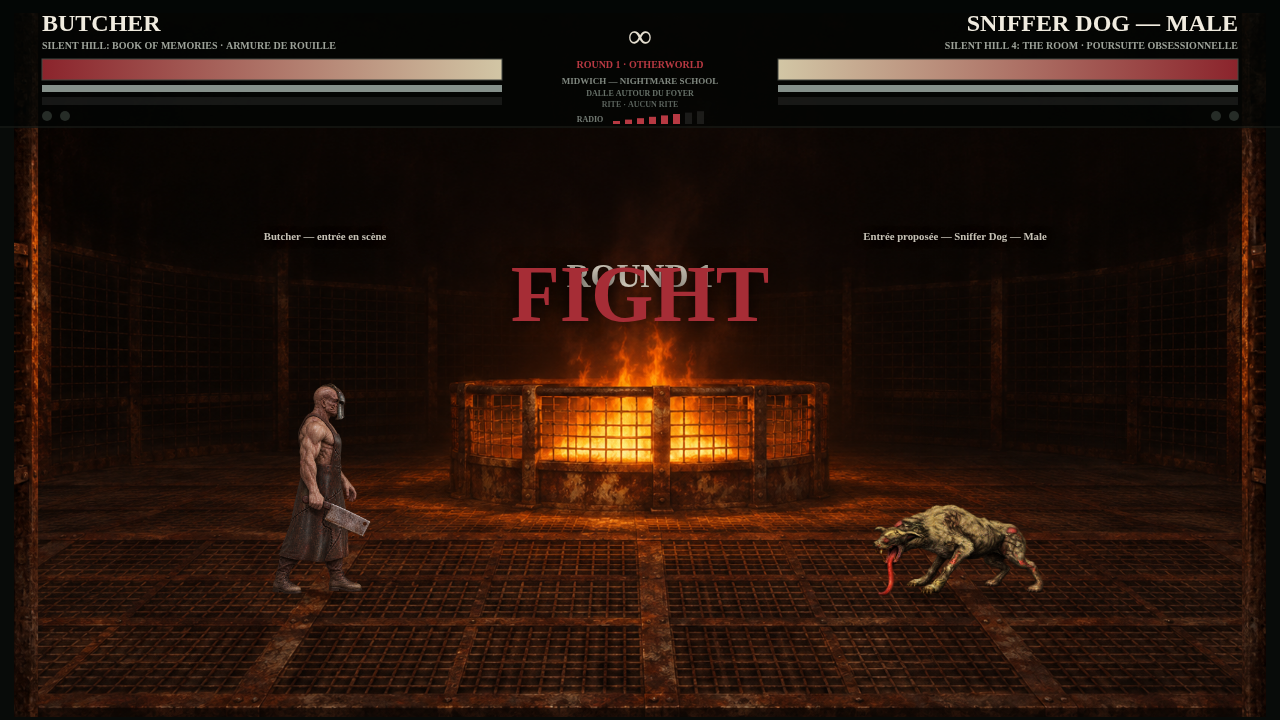 BUTCHER
SILENT HILL: BOOK OF MEMORIES · ARMURE DE ROUILLE
∞
ROUND 1 · OTHERWORLD
MIDWICH — NIGHTMARE SCHOOL
DALLE AUTOUR DU FOYER
RITE · AUCUN RITE
RADIO
SNIFFER DOG — MALE
SILENT HILL 4: THE ROOM · POURSUITE OBSESSIONNELLE
Butcher — entrée en scène
Entrée proposée — Sniffer Dog — Male
ROUND 1
FIGHT